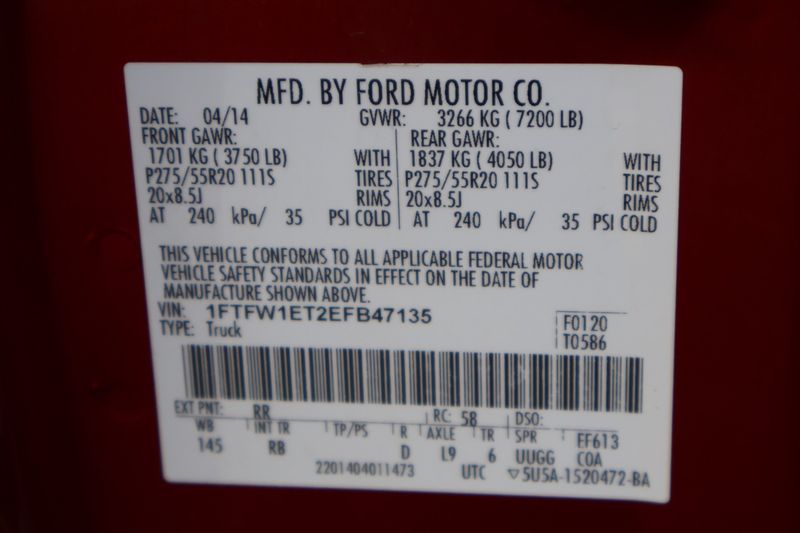 MFD. BY FORD MOTOR CO.
DATE: 04/14 GVWR: 3266 KG ( 7200 LB)
FRONT GAWR: REAR GAWR:
1701 KG ( 3750 LB) WITH 1837 KG ( 4050 LB) WITH
P275/55R20 111S TIRES P275/55R20 111S TIRES
20x8.5J RIMS 20x8.5J RIMS
AT 240 kPa/ 35 PSI COLD AT 240 kPa/ 35 PSI COLD
THIS VEHICLE CONFORMS TO ALL APPLICABLE FEDERAL MOTOR
VEHICLE SAFETY STANDARDS IN EFFECT ON THE DATE OF
MANUFACTURE SHOWN ABOVE.
VIN: 1FTFW1ET2EFB47135 F0120
TYPE: Truck T0586
EXT PNT: RR RC: 58 DSO:
WB INT TR TP/PS R AXLE TR SPR FF613
145 RB D L9 6 UUGG COA
2201404011473 UTC ▽5U5A-1520472-BA